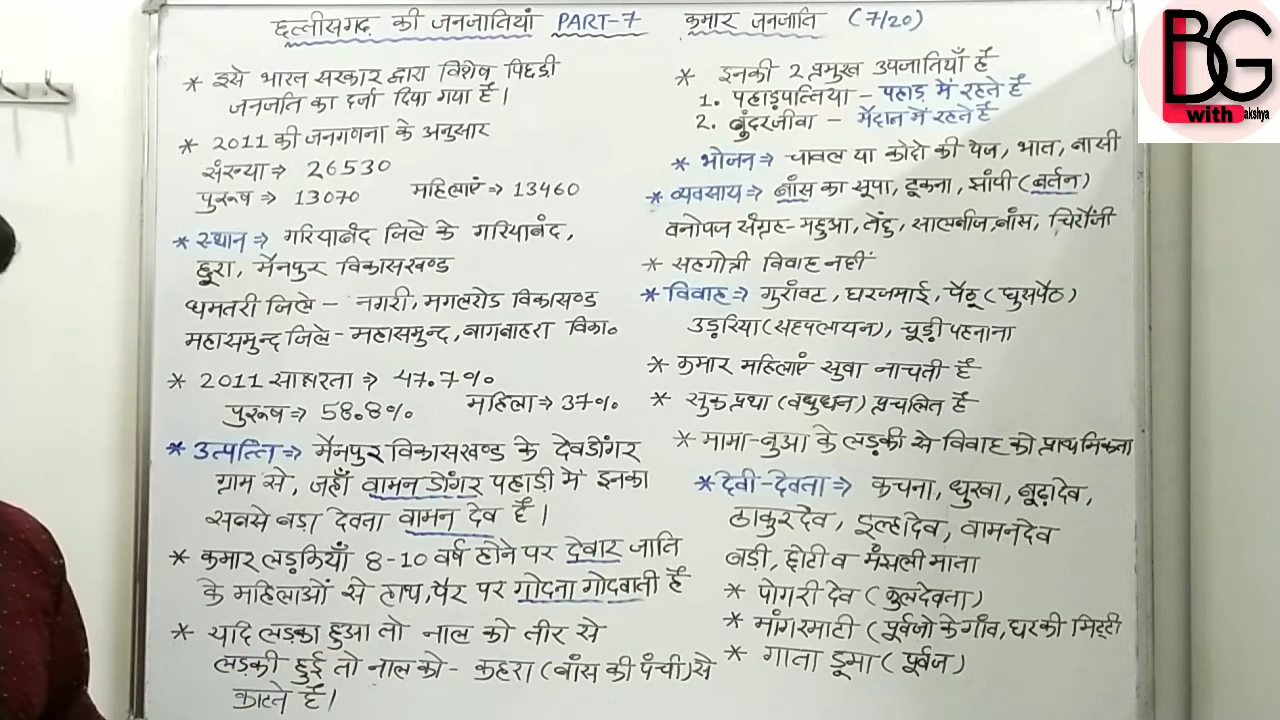 छत्तीसगढ़ की जनजातियां PART-7 कमार जनजाति (7/20)
* इसे भारत सरकार द्वारा विशेष पिछड़ी
जनजाति का दर्जा दिया गया है।
* 2011 की जनगणना के अनुसार
संख्या ⇒ 26530
पुरूष ⇒ 13070 महिलाएं ⇒ 13460
* स्थान ⇒ गरियाबंद जिले के गरियाबंद,
छूरा, मैनपुर विकासखण्ड
धमतरी जिले - नगरी, मगलरोड विकासण्ड
महासमुन्द जिले - महासमुन्द, बागबाहरा विका०
* 2011 साक्षरता ⇒ 47.7%
पुरूष ⇒ 58.8% महिला ⇒ 37%
* उत्पत्ति ⇒ मैनपुर विकासखण्ड के देवडोंगर
ग्राम से, जहाँ वामन डोंगर पहाड़ी में इनका
सबसे बड़ा देवता वामन देव है।
* कमार लड़कियाँ 8-10 वर्ष होने पर देवार जाति
के महिलाओं से हाथ, पैर पर गोदना गोदवाती है
* यदि लड़का हुआ तो नाल को तीर से
लड़की हुई तो नाल को - कहरा (बांस की पंची) से
काटते हैं।
* इनकी 2 प्रमुख उपजातियाँ है
1. पहाड़पत्तिया - पहाड़ में रहते है
2. बुंदरजीवा - मैदान में रहते है
* भोजन ⇒ चावल या कोदो की पेज, भात, बासी
* व्यवसाय ⇒ बांस का सूपा, टूकना, झांपी (बर्तन)
वनोपज संग्रह - महुआ, तेंदु, सालबीज, बांस, चिरौंजी
* सहगोत्री विवाह नहीं
* विवाह ⇒ गुरांवट, घरजमाई, पैठू (घुसपैठ)
उड़रिया (सहपलायन), चूड़ी पहनाना
* कमार महिलाएं सुवा नाचती है
* सुक प्रथा (वधुधन) प्रचलित है
* मामा-बुआ के लड़की से विवाह को प्राथमिकता
* देवी-देवता ⇒ कचना, धुरवा, बूढ़ादेव,
ठाकुरदेव, दुल्हादेव, वामनदेव
बड़ी, छोटी व मंसली माता
* पोगरी देव (कुलदेवता)
* मांगरमाटी (पूर्वजो के गाँव, घर की मिट्टी
* गाता डूमा (पूर्वज)
BG
with akshya